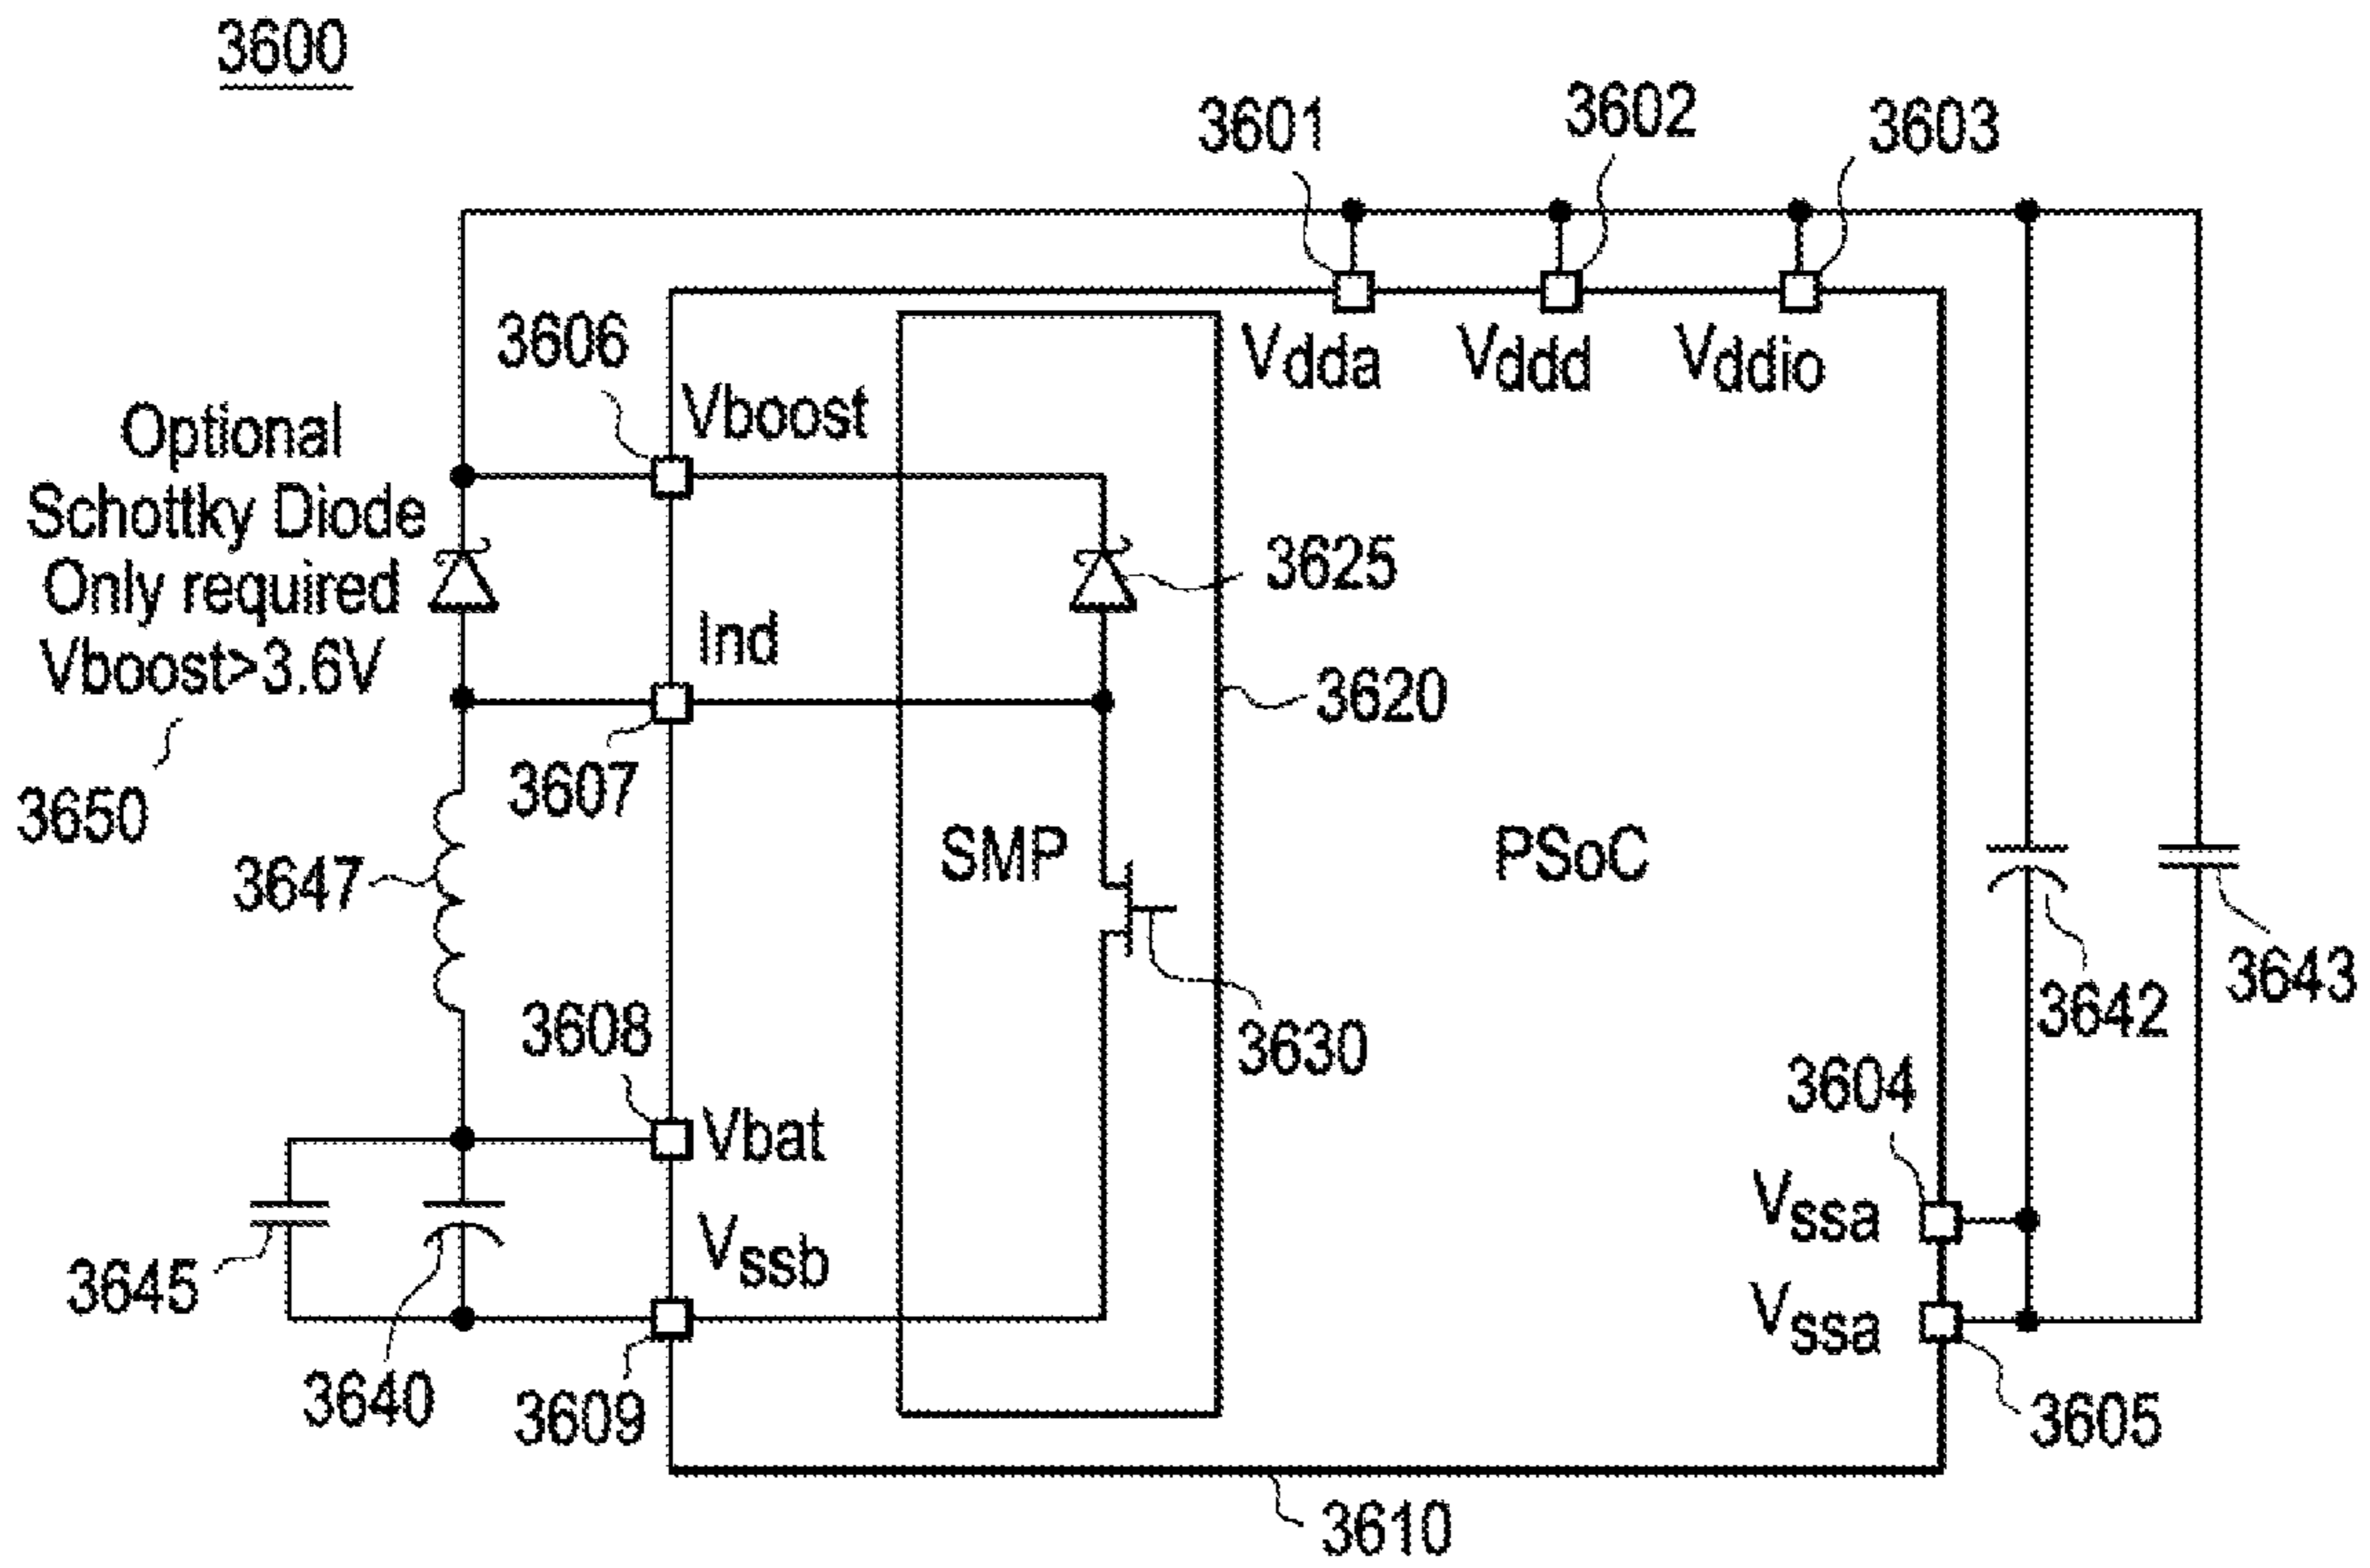 3600
3601
3602
3603
Vdda
Vddd
Vddio
3606
Vboost
Optional
Schottky Diode
Only required
Vboost>3.6V
3650
3625
Ind
3620
3607
SMP
PSoC
3647
3643
3642
3608
3630
3604
Vbat
Vssa
Vssb
3645
Vssa
3640
3609
3605
3610